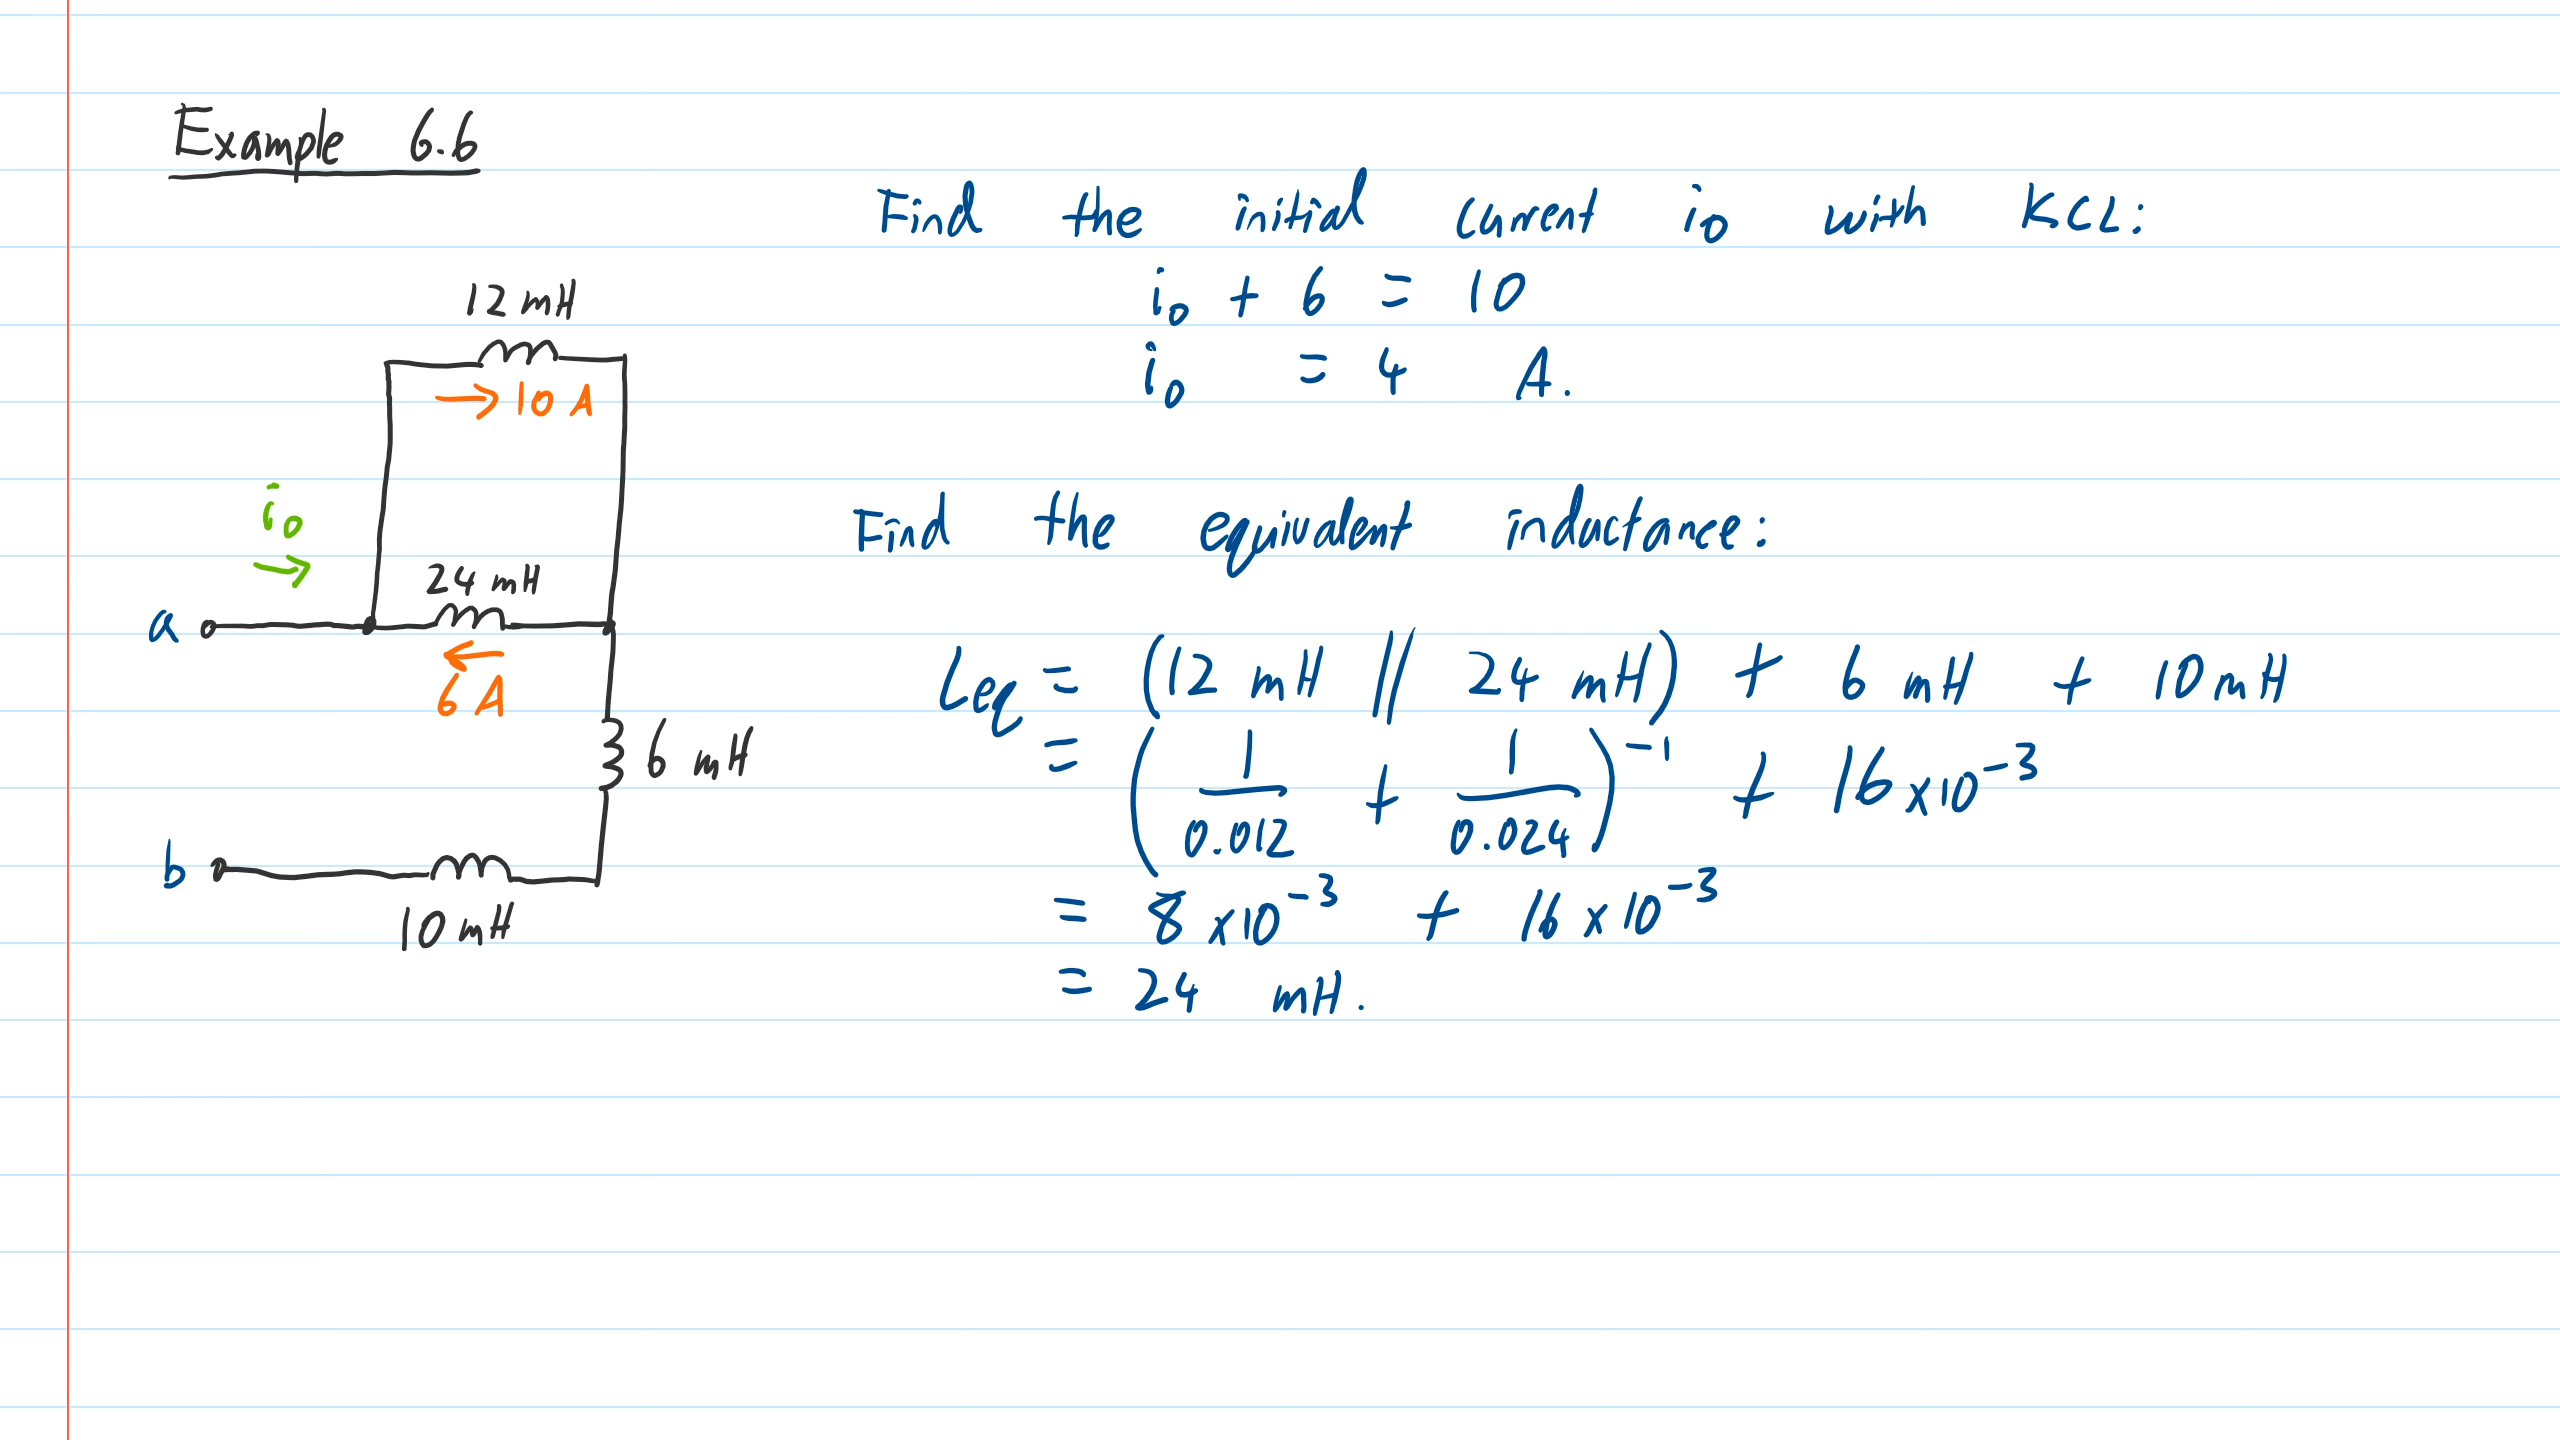 Example 6.6
12 mH
→ 10 A
i₀
→
24 mH
a
←
6 A
6 mH
b
10 mH
Find the initial current i₀ with KCL:
i₀ + 6 = 10
i₀ = 4 A.
Find the equivalent inductance:
Leq = (12 mH // 24 mH) + 6 mH + 10 mH
= (1/0.012 + 1/0.024)⁻¹ + 16×10⁻³
= 8×10⁻³ + 16×10⁻³
= 24 mH.